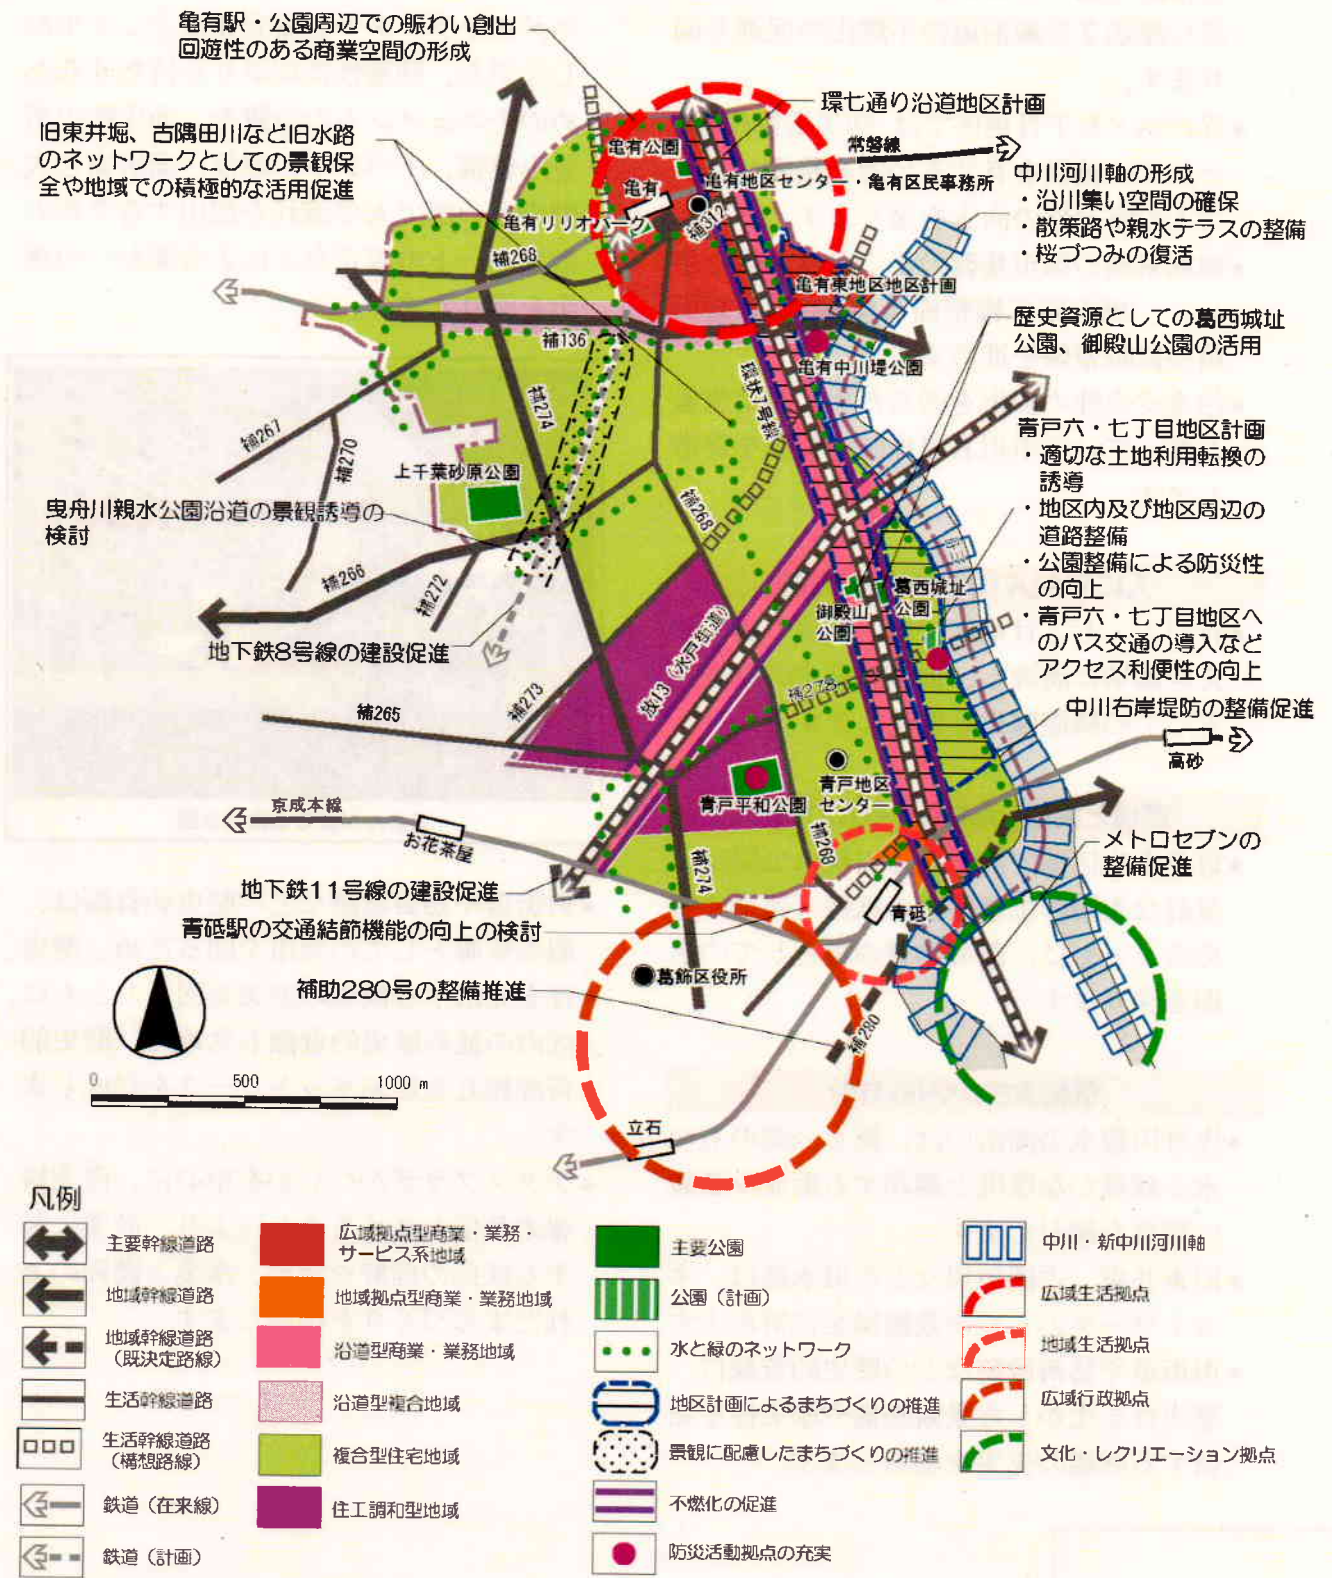 亀有駅・公園周辺での賑わい創出
回遊性のある商業空間の形成
環七通り沿道地区計画
旧東井堀、古隅田川など旧水路
のネットワークとしての景観保
全や地域での積極的な活用促進
常磐線
亀有公園
亀有
亀有地区センター・亀有区民事務所
中川河川軸の形成
・沿川集い空間の確保
・散策路や親水テラスの整備
・桜づつみの復活
亀有リリオパーク
補312
補268
亀有東地区地区計画
歴史資源としての葛西城址
公園、御殿山公園の活用
補136
亀有中川堤公園
環状7号線
補274
補267
補270
上千葉砂原公園
青戸六・七丁目地区計画
・適切な土地利用転換の
誘導
・地区内及び地区周辺の
道路整備
・公園整備による防災性
の向上
・青戸六・七丁目地区へ
のバス交通の導入など
アクセス利便性の向上
曳舟川親水公園沿道の景観誘導の
検討
補268
補266
補272
葛西城址
公園
御殿山
公園
地下鉄8号線の建設促進
放13（水戸街道）
補273
補276
補265
中川右岸堤防の整備促進
高砂
青戸地区
センター
青戸平和公園
京成本線
お花茶屋
補268
補274
メトロセブンの
整備促進
地下鉄11号線の建設促進
青砥
青砥駅の交通結節機能の向上の検討
葛飾区役所
補助280号の整備推進
補280
0 500 1000 m
立石
凡例
主要幹線道路
地域幹線道路
地域幹線道路
（既決定路線）
生活幹線道路
生活幹線道路
（構想路線）
鉄道（在来線）
鉄道（計画）
広域拠点型商業・業務・
サービス系地域
地域拠点型商業・業務地域
沿道型商業・業務地域
沿道型複合地域
複合型住宅地域
住工調和型地域
主要公園
公園（計画）
水と緑のネットワーク
地区計画によるまちづくりの推進
景観に配慮したまちづくりの推進
不燃化の促進
防災活動拠点の充実
中川・新中川河川軸
広域生活拠点
地域生活拠点
広域行政拠点
文化・レクリエーション拠点